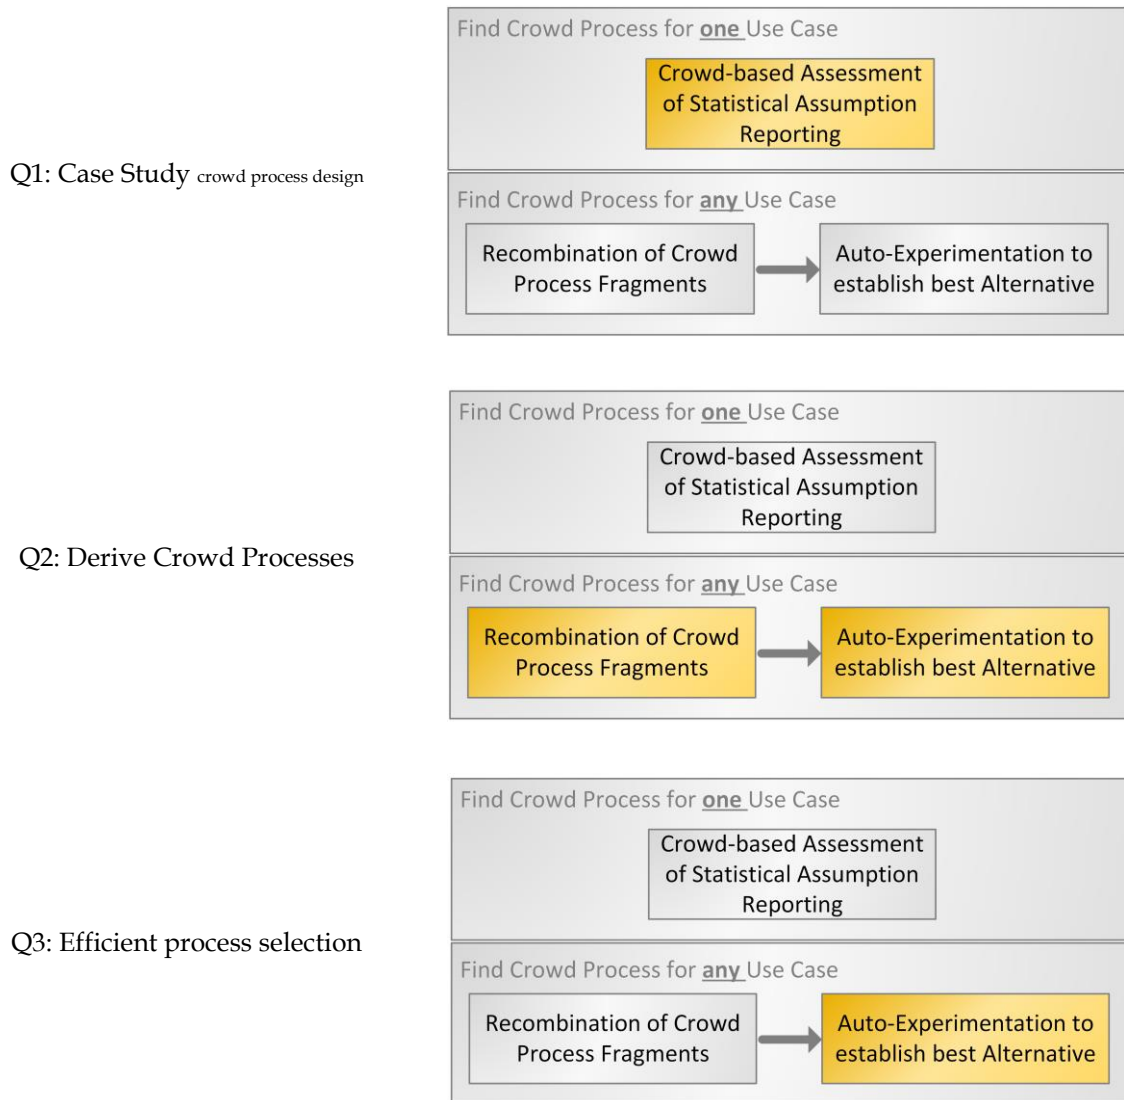 Find Crowd Process for one Use Case
Crowd-based Assessment
of Statistical Assumption
Reporting
Q1: Case Study crowd process design
Find Crowd Process for any Use Case
Recombination of Crowd
Process Fragments
Auto-Experimentation to
establish best Alternative
Find Crowd Process for one Use Case
Crowd-based Assessment
of Statistical Assumption
Reporting
Q2: Derive Crowd Processes
Find Crowd Process for any Use Case
Recombination of Crowd
Process Fragments
Auto-Experimentation to
establish best Alternative
Find Crowd Process for one Use Case
Crowd-based Assessment
of Statistical Assumption
Reporting
Q3: Efficient process selection
Find Crowd Process for any Use Case
Recombination of Crowd
Process Fragments
Auto-Experimentation to
establish best Alternative